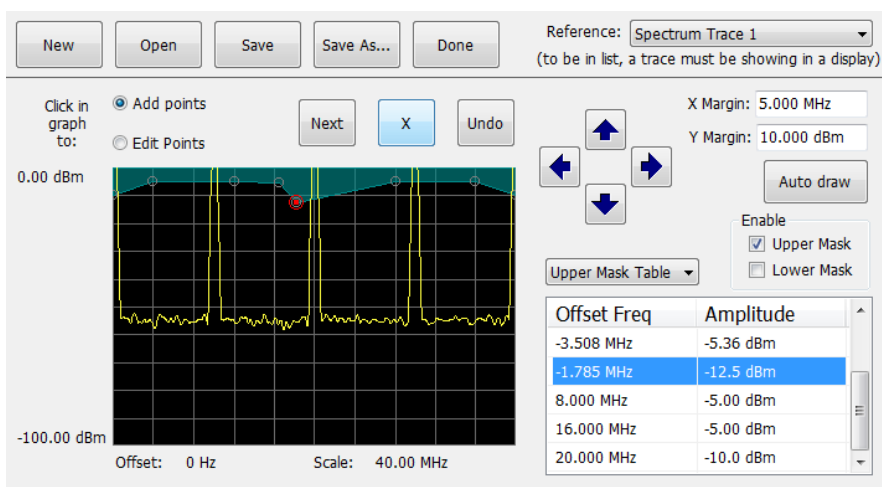 New Open Save Save As... Done
Reference: Spectrum Trace 1
(to be in list, a trace must be showing in a display)
Click in graph to:
Add points
Edit Points
Next X Undo
X Margin: 5.000 MHz
Y Margin: 10.000 dBm
Auto draw
Enable
Upper Mask
Lower Mask
0.00 dBm
-100.00 dBm
Offset: 0 Hz Scale: 40.00 MHz
Upper Mask Table
Offset Freq Amplitude
-3.508 MHz -5.36 dBm
-1.785 MHz -12.5 dBm
8.000 MHz -5.00 dBm
16.000 MHz -5.00 dBm
20.000 MHz -10.0 dBm